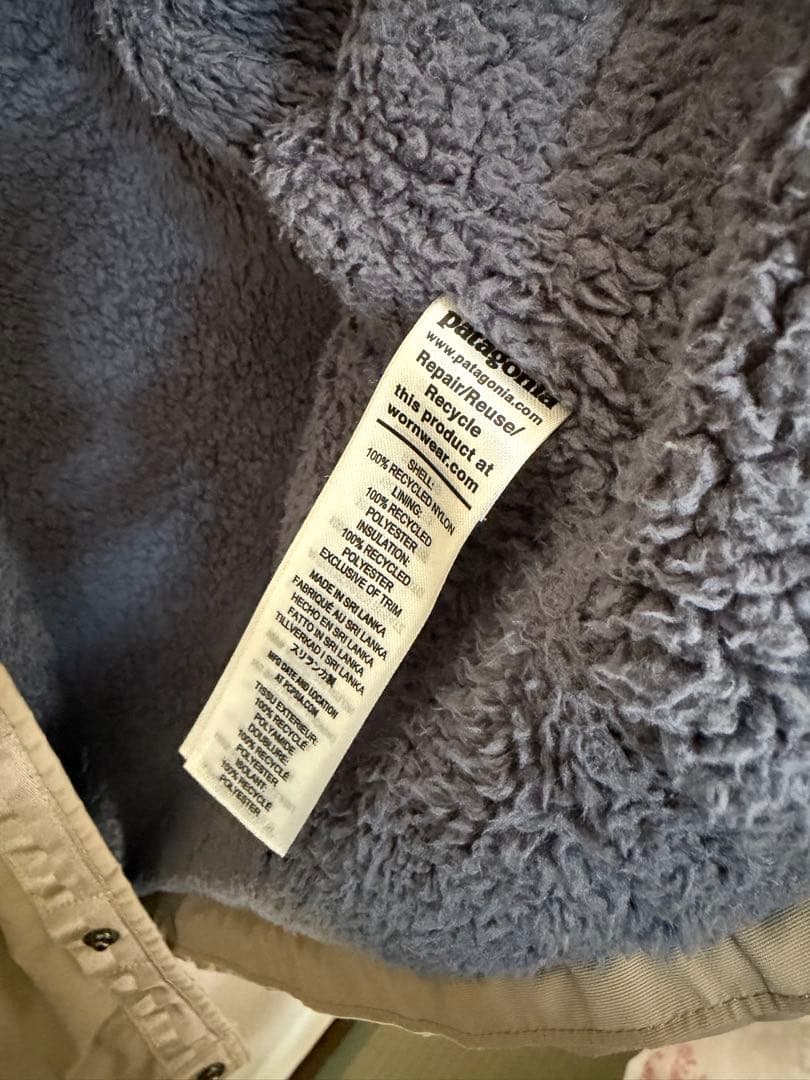 patagonia
www.patagonia.com
Repair/Reuse/
Recycle
this product at
wornwear.com
SHELL:
100% RECYCLED NYLON
LINING:
100% RECYCLED
POLYESTER
INSULATION:
100% RECYCLED
POLYESTER
EXCLUSIVE OF TRIM
MADE IN SRI LANKA
FABRIQUÉ AU SRI LANKA
HECHO EN SRI LANKA
FATTO IN SRI LANKA
TILLVERKAD I SRI LANKA
スリランカ製
MFG DATE AND LOCATION
AT PCPSIA.COM
TISSU EXTERIEUR:
100% RECYCLÉ
POLYAMIDE
DOUBLURE:
100% RECYCLÉ
POLYESTER
ISOLANT:
100% RECYCLÉ
POLYESTER